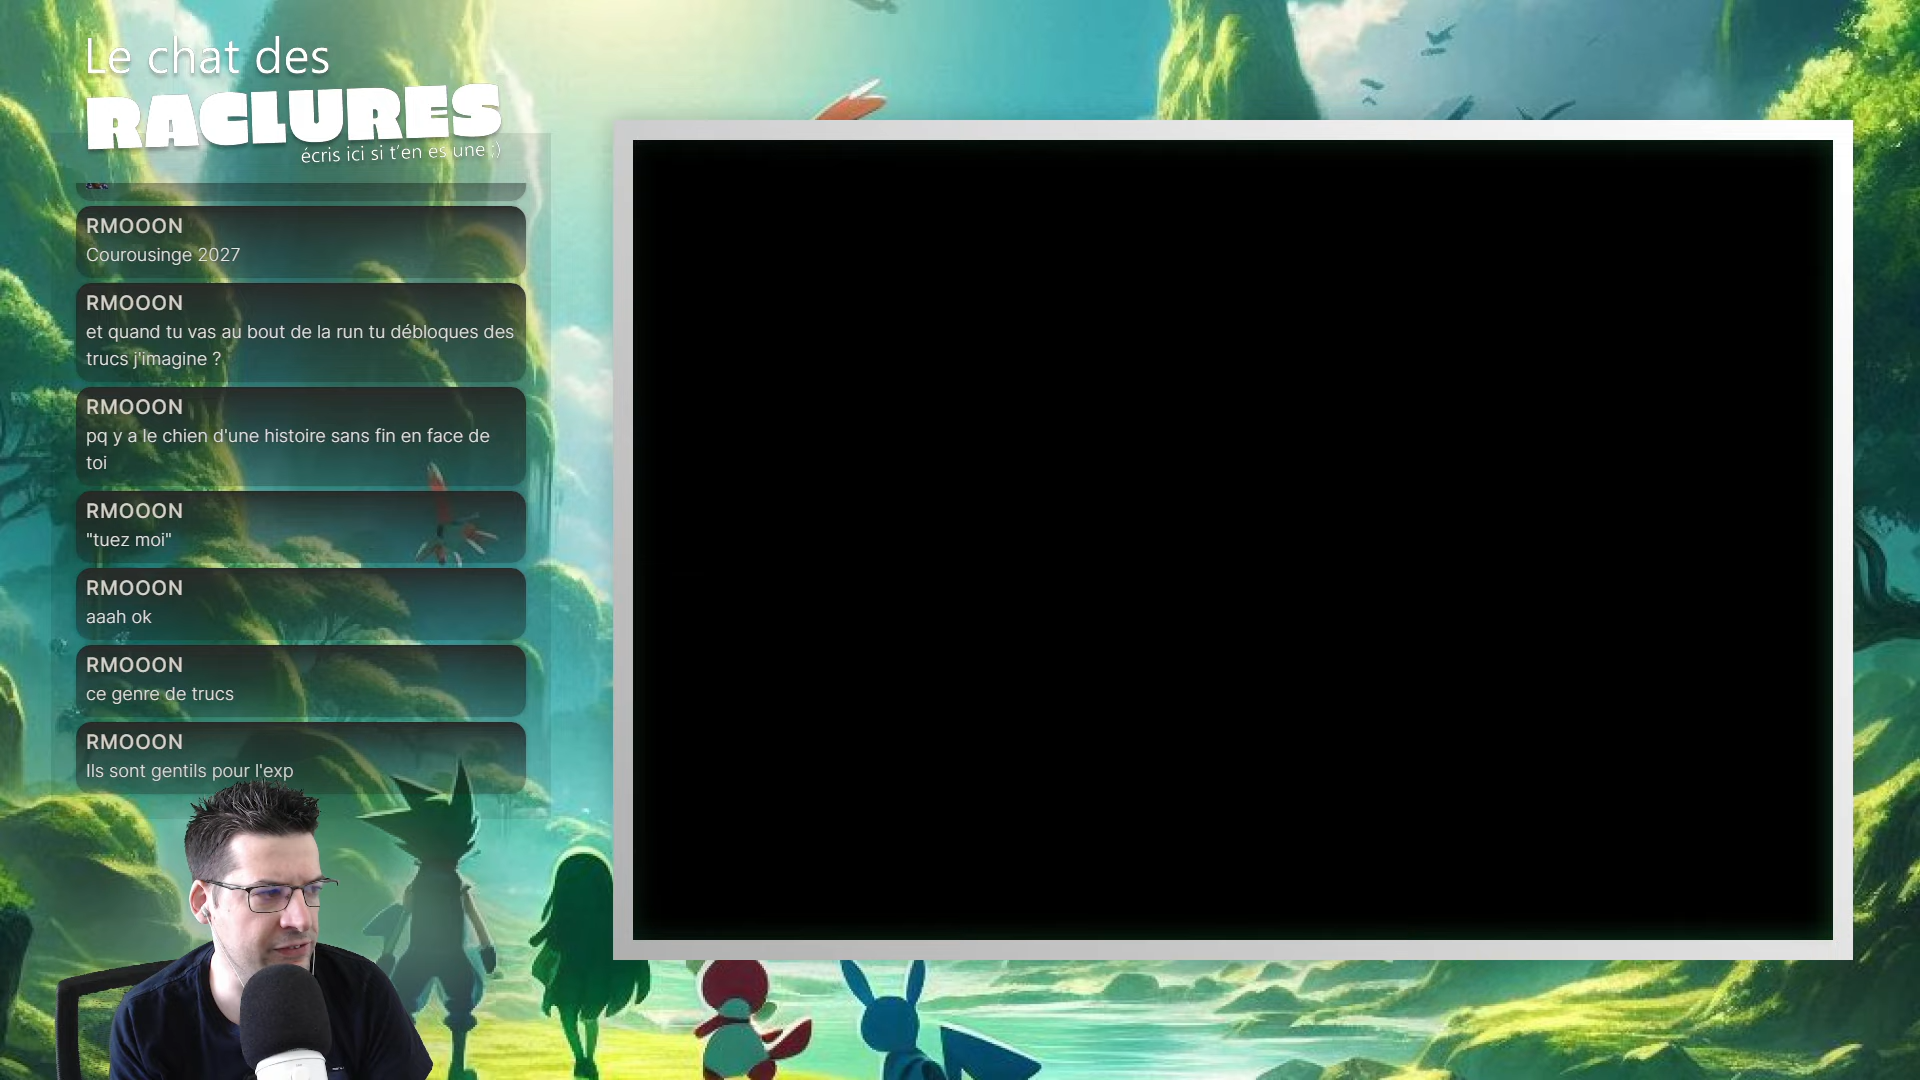 Le chat des
RACLURES
écris ici si t'en es une ;)
RMOOON
Courousinge 2027
RMOOON
et quand tu vas au bout de la run tu débloques des
trucs j'imagine ?
RMOOON
pq y a le chien d'une histoire sans fin en face de
toi
RMOOON
"tuez moi"
RMOOON
aaah ok
RMOOON
ce genre de trucs
RMOOON
Ils sont gentils pour l'exp